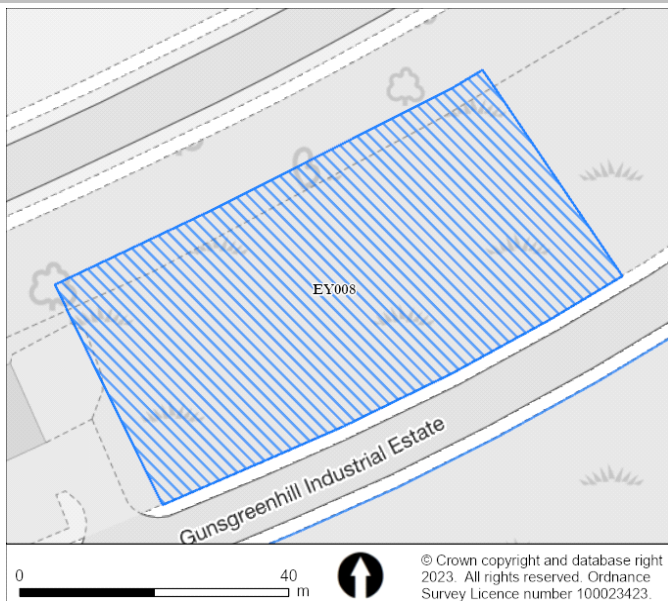 EY008
Gunsgreenhill Industrial Estate
0
40
m
© Crown copyright and database right
2023. All rights reserved. Ordnance
Survey Licence number 100023423.